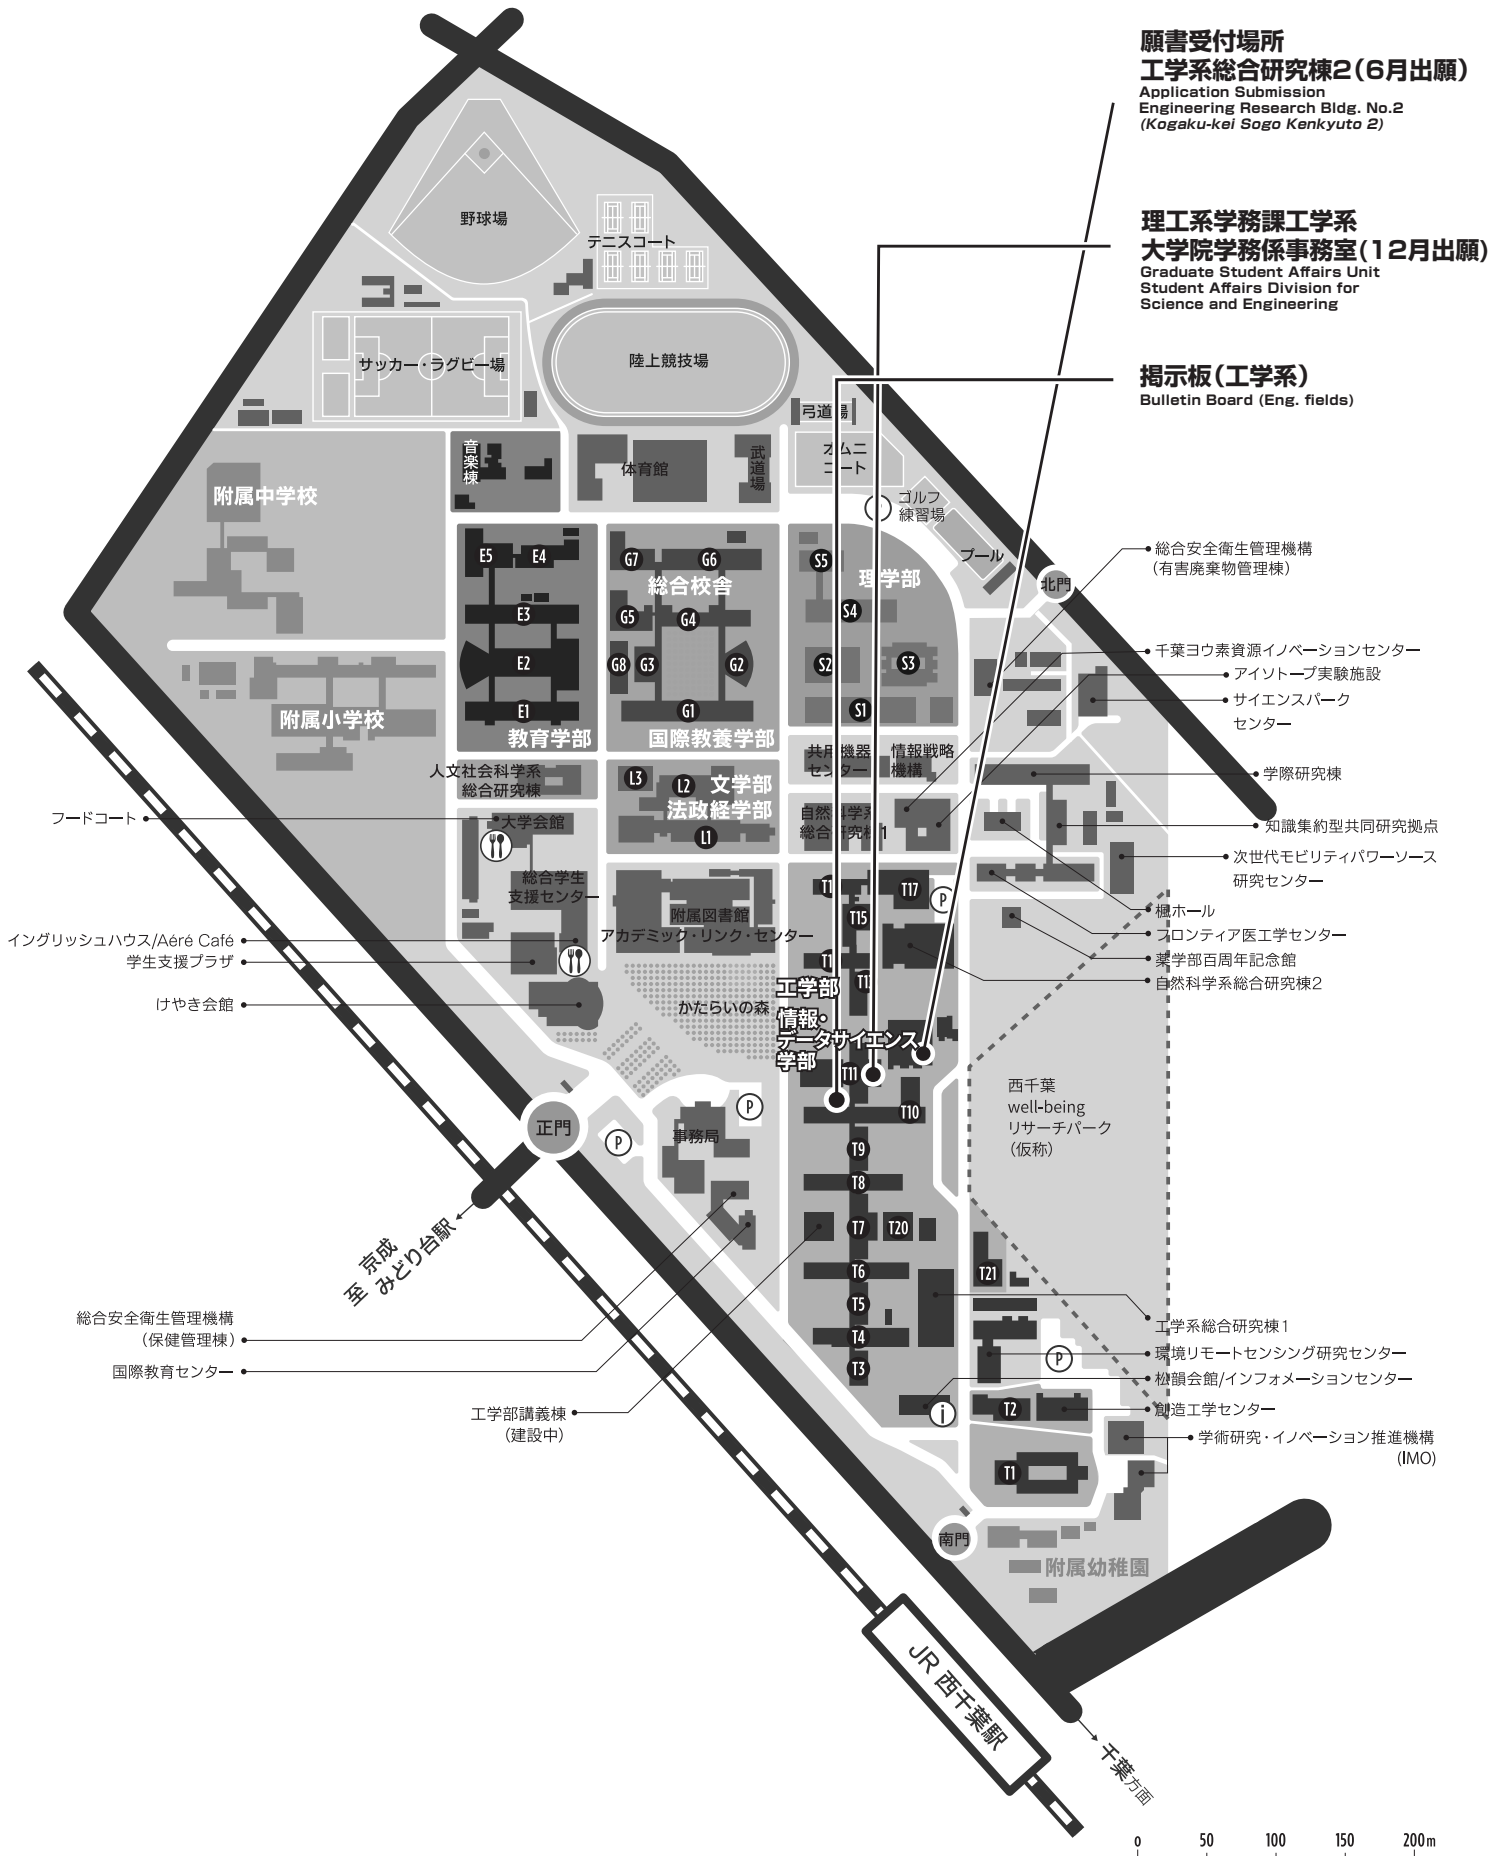 願書受付場所
工学系総合研究棟2(6月出願)
Application Submission
Engineering Research Bldg. No.2
(Kogaku-kei Sogo Kenkyuto 2)
理工系学務課工学系
大学院学務係事務室(12月出願)
Graduate Student Affairs Unit
Student Affairs Division for
Science and Engineering
掲示板(工学系)
Bulletin Board (Eng. fields)
野球場
テニスコート
サッカー・ラグビー場
陸上競技場
弓道場
オムニ
コート
音楽棟
体育館
武道場
ゴルフ
練習場
プール
北門
附属中学校
E5
E4
E3
E2
E1
教育学部
G7
G6
総合校舎
G5
G4
G8
G3
G2
G1
国際教養学部
S5
理学部
S4
S2
S3
S1
附属小学校
総合安全衛生管理機構
(有害廃棄物管理棟)
千葉ヨウ素資源イノベーションセンター
アイソトープ実験施設
サイエンスパーク
センター
学際研究棟
知識集約型共同研究拠点
次世代モビリティパワーソース
研究センター
楓ホール
フロンティア医工学センター
薬学部百周年記念館
自然科学系総合研究棟2
人文社会科学系
総合研究棟
L3
L2
文学部
法政経学部
L1
共用機器
センター
情報戦略
機構
自然科学系
総合研究棟1
フードコート
大学会館
総合学生
支援センター
附属図書館
アカデミック・リンク・センター
イングリッシュハウス/Aéré Café
学生支援プラザ
けやき会館
かたらいの森
T17
P
T15
工学部
情報・
データサイエンス
学部
T11
T10
西千葉
well-being
リサーチパーク
(仮称)
正門
P
P
事務局
T9
T8
T7
T20
T6
T21
T5
T4
T3
至 京成
みどり台駅
総合安全衛生管理機構
(保健管理棟)
国際教育センター
工学部講義棟
(建設中)
工学系総合研究棟1
環境リモートセンシング研究センター
P
松韻会館/インフォメーションセンター
i
T2
創造工学センター
学術研究・イノベーション推進機構
(IMO)
T1
南門
附属幼稚園
JR 西千葉駅
千葉方面
0 50 100 150 200m